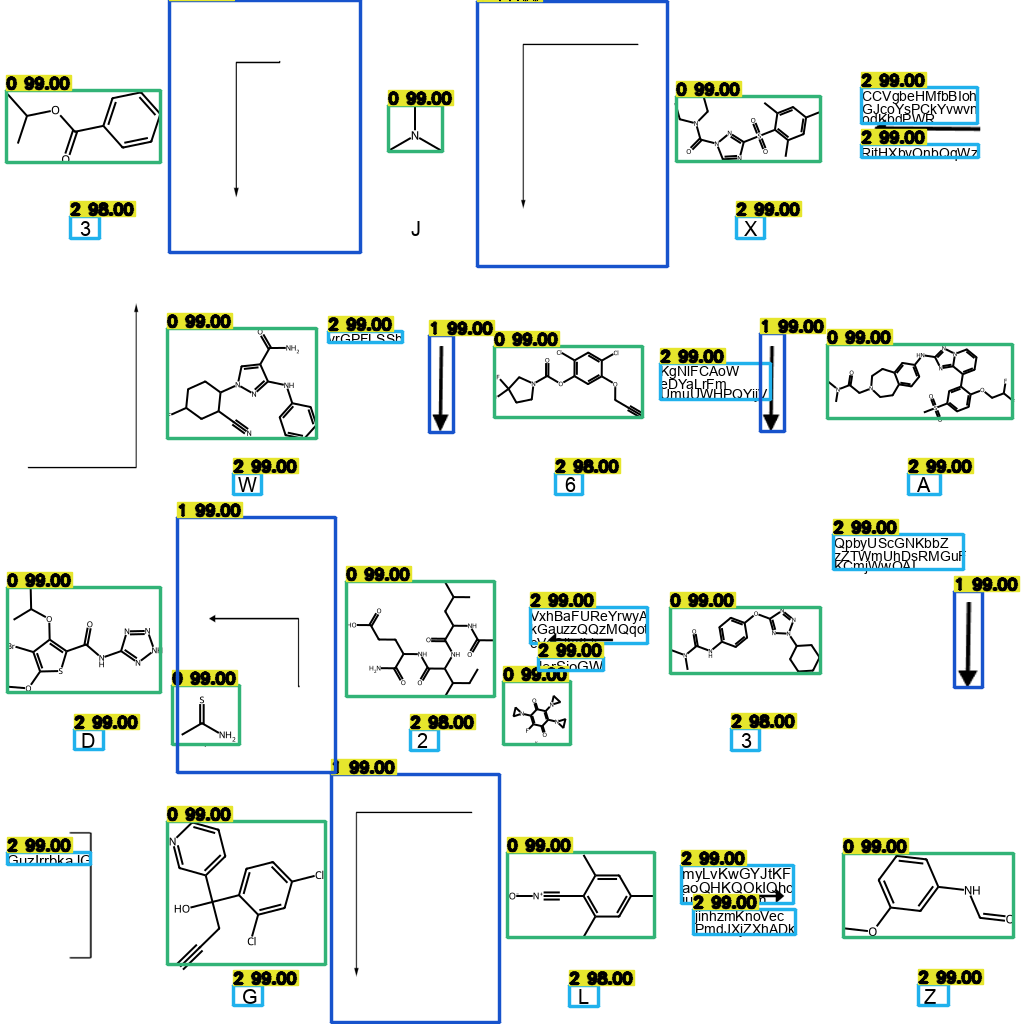 0 99.00
0 99.00
0 99.00
2 99.00
CCVgbeHMfbBIoh
GJcoYsPCkYvwvn
2 99.00
O
O
N
2 98.00
3
J
2 99.00
X
0 99.00
2 99.00
1 99.00
0 99.00
2 99.00
KgNIFCAoW
eDYaLrFm
UmuUWHPQYijV
1 99.00
0 99.00
2 99.00
W
2 98.00
6
2 99.00
A
1 99.00
2 99.00
QpbyUScGNKbbZ
zZTWmUhDsRMGuF
0 99.00
0 99.00
2 99.00
VxhBaFUReYrwyA
kGauzzQQzMQqof
2 99.00
0 99.00
1 99.00
0 99.00
0 99.00
2 99.00
D
2 98.00
2
2 98.00
3
1 99.00
2 99.00
0 99.00
0 99.00
2 99.00
myLvKwGYJtKF
aoQHKQOkIQhd
2 99.00
jinhzmKnoVec
PmdJXjZXhADk
0 99.00
HO
Cl
Cl
NH
O
2 99.00
G
2 98.00
L
2 99.00
Z